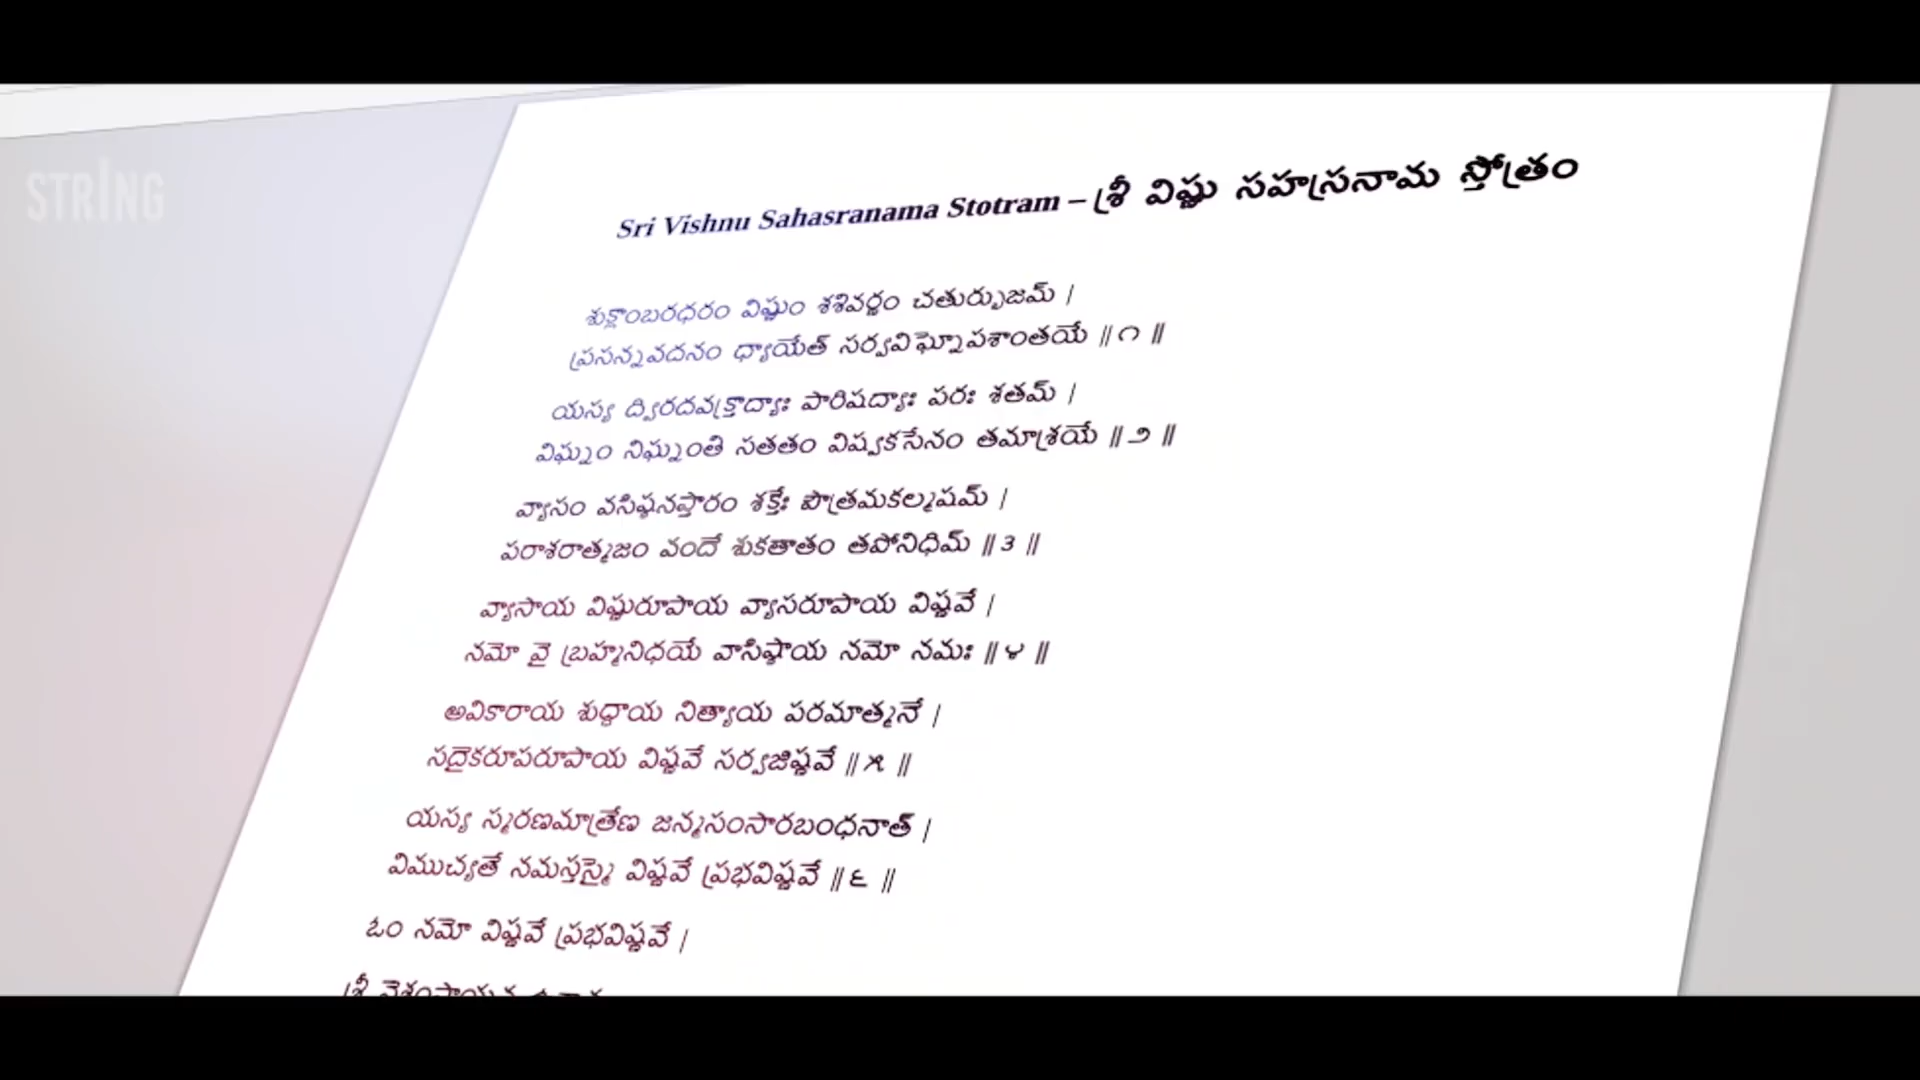 STRING
Sri Vishnu Sahasranama Stotram – శ్రీ విష్ణు సహస్రనామ స్తోత్రం
శుక్లాంబరధరం విష్ణుం శశివర్ణం చతుర్భుజమ్ |
ప్రసన్నవదనం ధ్యాయేత్ సర్వవిఘ్నోపశాంతయే || ౧ ||
యస్య ద్విరదవక్త్రాద్యాః పారిషద్యాః పరః శతమ్ |
విఘ్నం నిఘ్నంతి సతతం విష్వకసేనం తమాశ్రయే || ౨ ||
వ్యాసం వసిష్ఠనప్తారం శక్తేః పౌత్రమకల్మషమ్ |
పరాశరాత్మజం వందే శుకతాతం తపోనిధిమ్ || ౩ ||
వ్యాసాయ విష్ణురూపాయ వ్యాసరూపాయ విష్ణవే |
నమో వై బ్రహ్మనిధయే వాసిష్ఠాయ నమో నమః || ౪ ||
అవికారాయ శుద్ధాయ నిత్యాయ పరమాత్మనే |
సదైకరూపరూపాయ విష్ణవే సర్వజిష్ణవే || ౫ ||
యస్య స్మరణమాత్రేణ జన్మసంసారబంధనాత్ |
విముచ్యతే నమస్తస్మై విష్ణవే ప్రభవిష్ణవే || ౬ ||
ఓం నమో విష్ణవే ప్రభవిష్ణవే |
శ్రీ